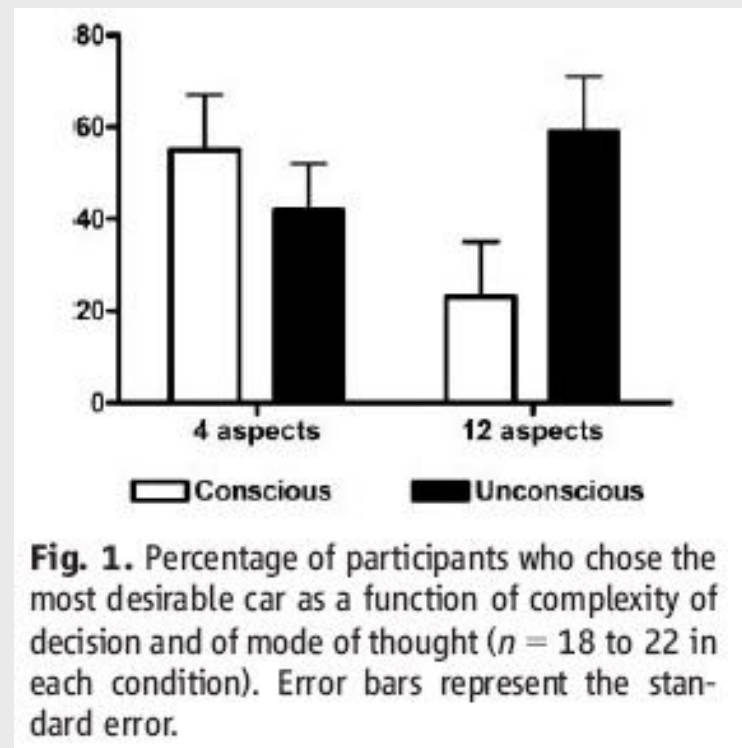 80
60
40
20
0
4 aspects 12 aspects
Conscious Unconscious
Fig. 1. Percentage of participants who chose the
most desirable car as a function of complexity of
decision and of mode of thought (n = 18 to 22 in
each condition). Error bars represent the stan-
dard error.